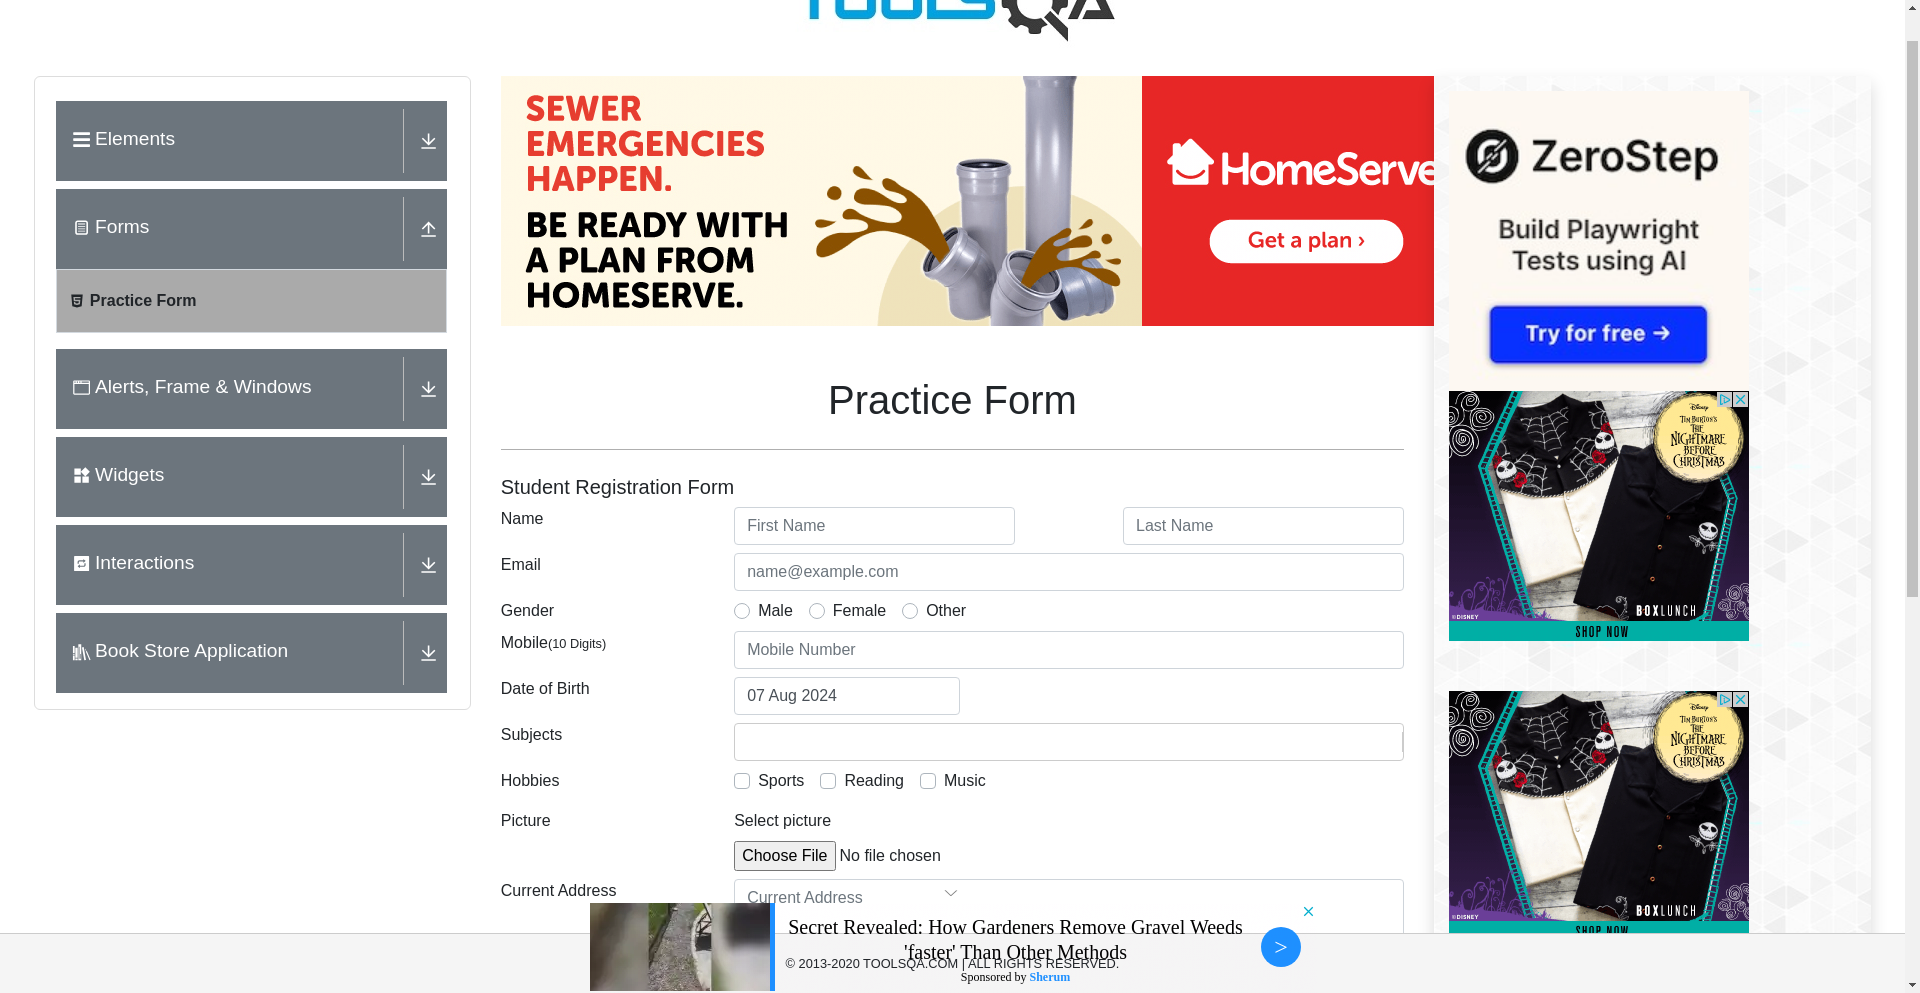 TOOLSQA
Elements
Forms
Practice Form
Alerts, Frame & Windows
Widgets
Interactions
Book Store Application
SEWER
EMERGENCIES
HAPPEN.
BE READY WITH
A PLAN FROM
HOMESERVE.
HomeServe
Get a plan ›
Practice Form
Student Registration Form
Name
First Name
Last Name
Email
name@example.com
Gender
Male
Female
Other
Mobile(10 Digits)
Mobile Number
Date of Birth
07 Aug 2024
Subjects
Hobbies
Sports
Reading
Music
Picture
Select picture
Choose File No file chosen
Current Address
Current Address
ZeroStep
Build Playwright
Tests using AI
Try for free →
Disney
TIM BURTON'S
THE
NIGHTMARE
BEFORE
CHRISTMAS
©DISNEY
BOXLUNCH
SHOP NOW
Disney
TIM BURTON'S
THE
NIGHTMARE
BEFORE
CHRISTMAS
©DISNEY
BOXLUNCH
SHOP NOW
Secret Revealed: How Gardeners Remove Gravel Weeds
'faster' Than Other Methods
Sponsored by Sherum
>
© 2013-2020 TOOLSQA.COM | ALL RIGHTS RESERVED.